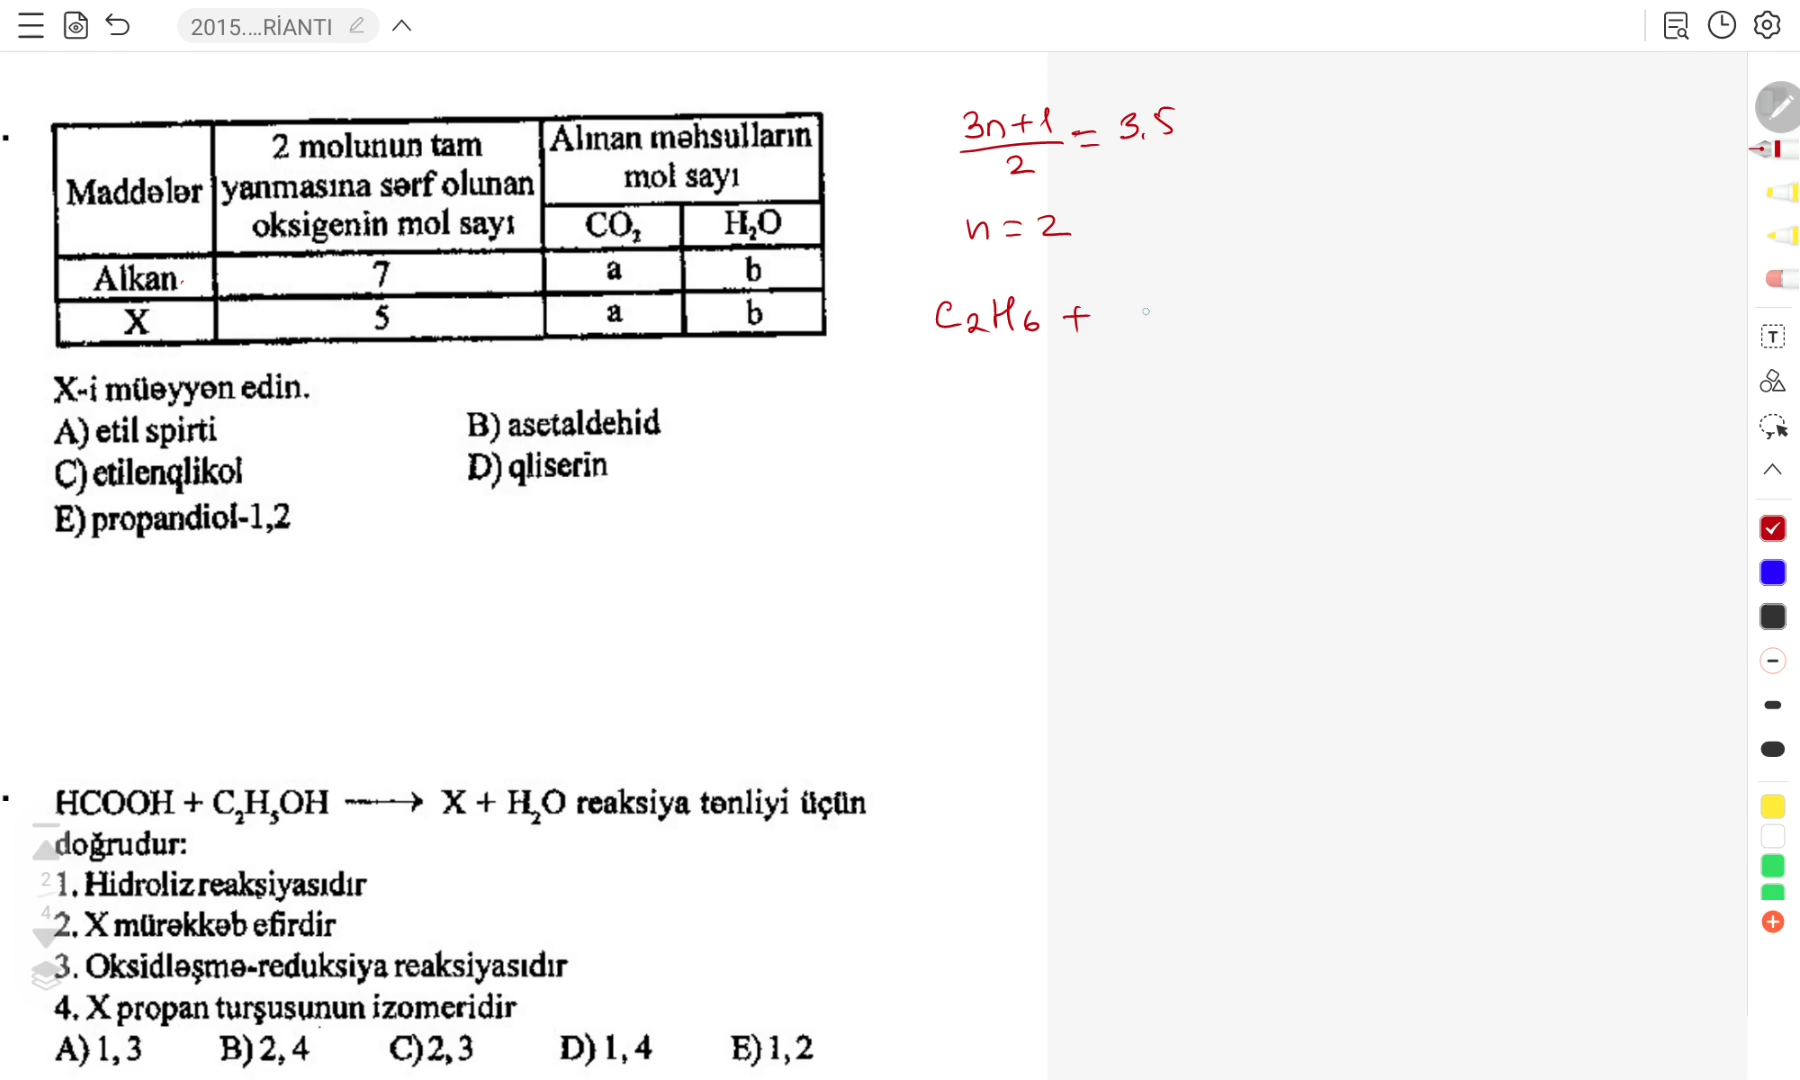 2015....RİANTI
Maddələr
2 molunun tam
yanmasına sərf olunan
oksigenin mol sayı
Alınan məhsulların
mol sayı
CO₂ H₂O
Alkan 7 a b
X 5 a b
X-i müəyyən edin.
A) etil spirti B) asetaldehid
C) etilenqlikol D) qliserin
E) propandiol-1,2
3n+1/2 = 3.5
n = 2
C₂H₆ +
HCOOH + C₂H₅OH ⟶ X + H₂O reaksiya tənliyi üçün
doğrudur:
1. Hidroliz reaksiyasıdır
2. X mürəkkəb efirdir
3. Oksidləşmə-reduksiya reaksiyasıdır
4. X propan turşusunun izomeridir
A) 1, 3 B) 2, 4 C) 2, 3 D) 1, 4 E) 1, 2
2
4
T